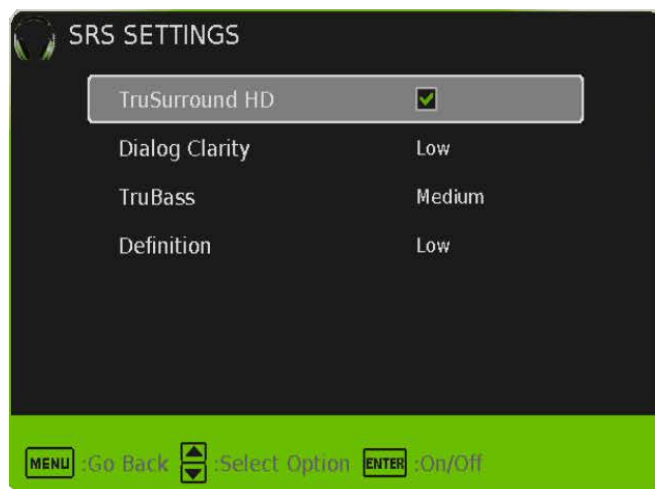 SRS SETTINGS
TruSurround HD
Dialog Clarity Low
TruBass Medium
Definition Low
MENU :Go Back :Select Option ENTER :On/Off